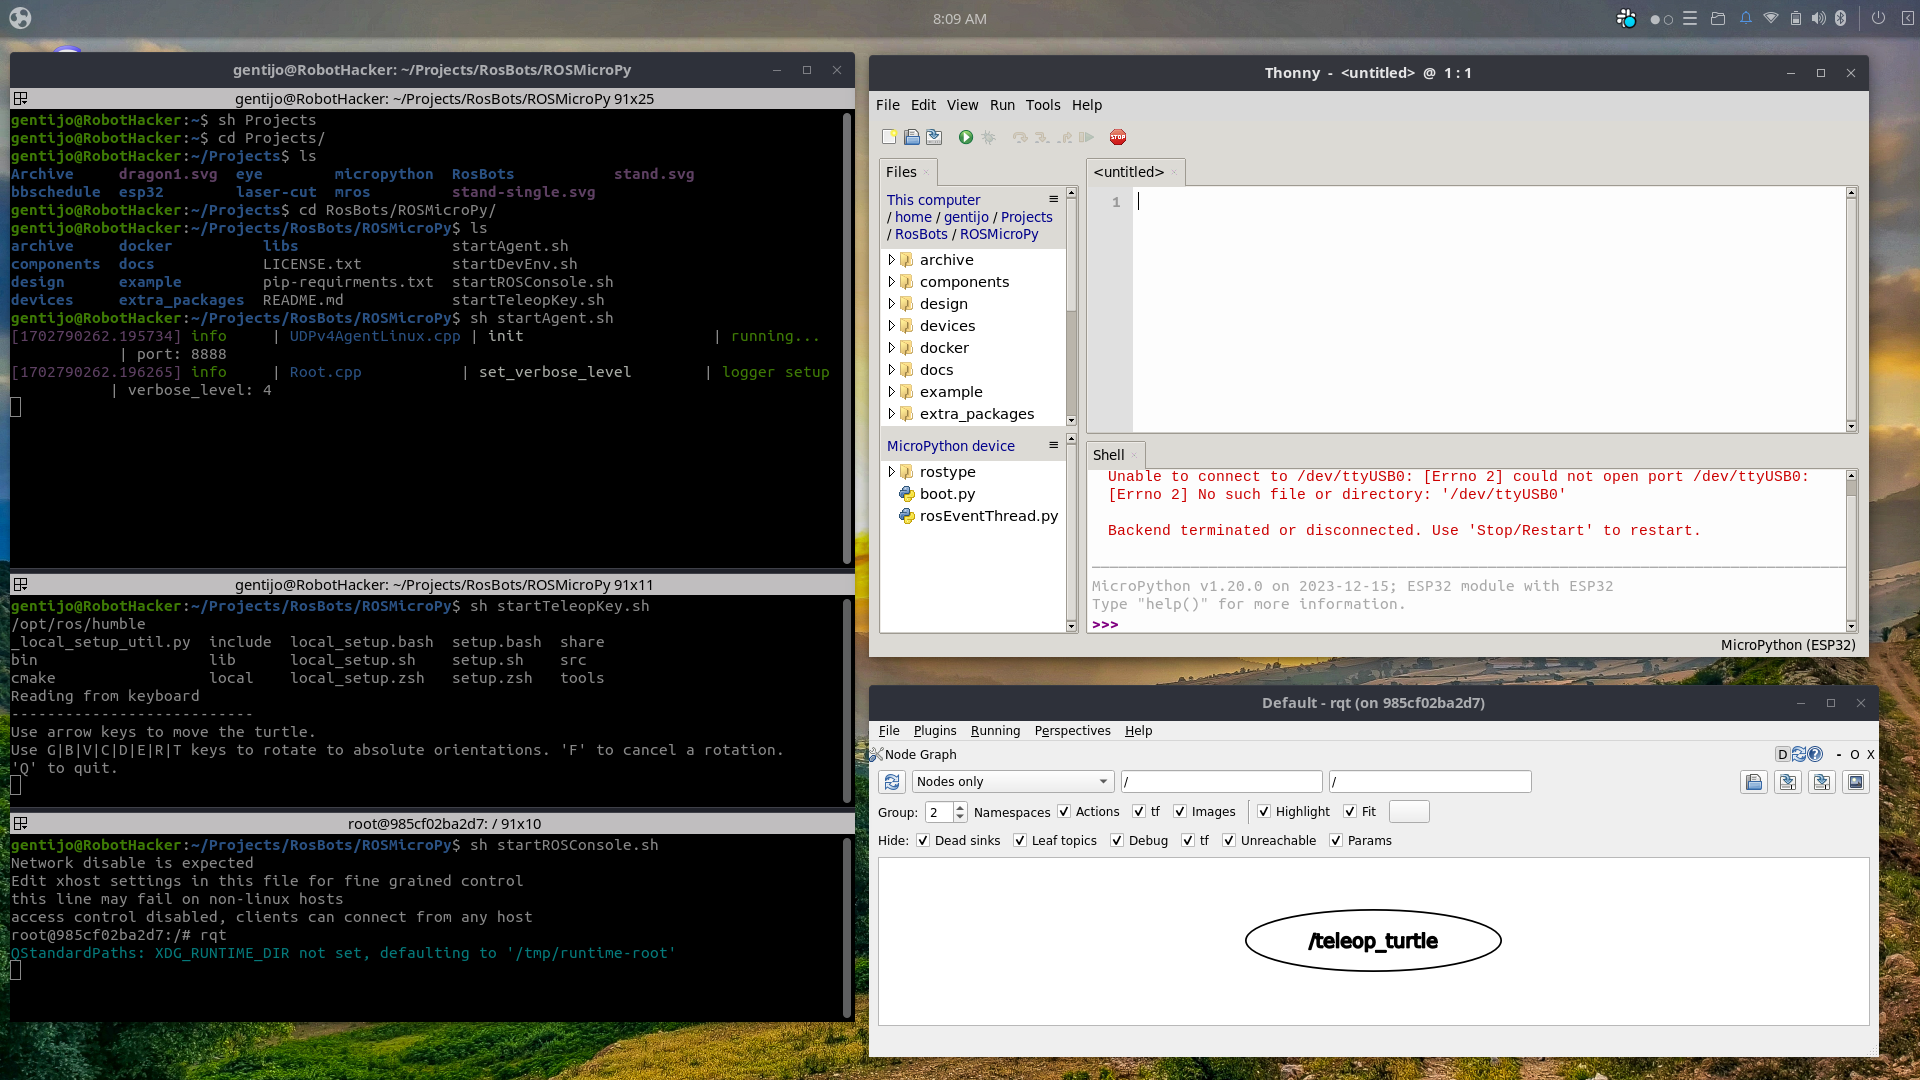 8:09 AM
gentijo@RobotHacker: ~/Projects/RosBots/ROSMicroPy
gentijo@RobotHacker: ~/Projects/RosBots/ROSMicroPy 91x25
gentijo@RobotHacker:~$ sh Projects
gentijo@RobotHacker:~$ cd Projects/
gentijo@RobotHacker:~/Projects$ ls
Archive     dragon1.svg  eye        micropython  RosBots           stand.svg
bbschedule  esp32        laser-cut  mros         stand-single.svg
gentijo@RobotHacker:~/Projects$ cd RosBots/ROSMicroPy/
gentijo@RobotHacker:~/Projects/RosBots/ROSMicroPy$ ls
archive     docker          libs                 startAgent.sh
components  docs            LICENSE.txt          startDevEnv.sh
design      example         pip-requirments.txt  startROSConsole.sh
devices     extra_packages  README.md            startTeleopKey.sh
gentijo@RobotHacker:~/Projects/RosBots/ROSMicroPy$ sh startAgent.sh
[1702790262.195734] info     | UDPv4AgentLinux.cpp | init                     | running...
            | port: 8888
[1702790262.196265] info     | Root.cpp           | set_verbose_level        | logger setup
           | verbose_level: 4
gentijo@RobotHacker: ~/Projects/RosBots/ROSMicroPy 91x11
gentijo@RobotHacker:~/Projects/RosBots/ROSMicroPy$ sh startTeleopKey.sh
/opt/ros/humble
_local_setup_util.py  include  local_setup.bash  setup.bash  share
bin                   lib      local_setup.sh    setup.sh    src
cmake                 local    local_setup.zsh   setup.zsh   tools
Reading from keyboard
---------------------------
Use arrow keys to move the turtle.
Use G|B|V|C|D|E|R|T keys to rotate to absolute orientations. 'F' to cancel a rotation.
'Q' to quit.
root@985cf02ba2d7: / 91x10
gentijo@RobotHacker:~/Projects/RosBots/ROSMicroPy$ sh startROSConsole.sh
Network disable is expected
Edit xhost settings in this file for fine grained control
this line may fail on non-linux hosts
access control disabled, clients can connect from any host
root@985cf02ba2d7:/# rqt
QStandardPaths: XDG_RUNTIME_DIR not set, defaulting to '/tmp/runtime-root'
Thonny - <untitled> @ 1 : 1
File Edit View Run Tools Help
STOP
Files
This computer
/ home / gentijo / Projects
/ RosBots / ROSMicroPy
archive
components
design
devices
docker
docs
example
extra_packages
MicroPython device
rostype
boot.py
rosEventThread.py
<untitled>
1
Shell
Unable to connect to /dev/ttyUSB0: [Errno 2] could not open port /dev/ttyUSB0:
[Errno 2] No such file or directory: '/dev/ttyUSB0'
Backend terminated or disconnected. Use 'Stop/Restart' to restart.
MicroPython v1.20.0 on 2023-12-15; ESP32 module with ESP32
Type "help()" for more information.
>>>
MicroPython (ESP32)
Default - rqt (on 985cf02ba2d7)
File Plugins Running Perspectives Help
Node Graph D ? - O X
Nodes only / /
Group: 2 Namespaces Actions tf Images Highlight Fit
Hide: Dead sinks Leaf topics Debug tf Unreachable Params
/teleop_turtle